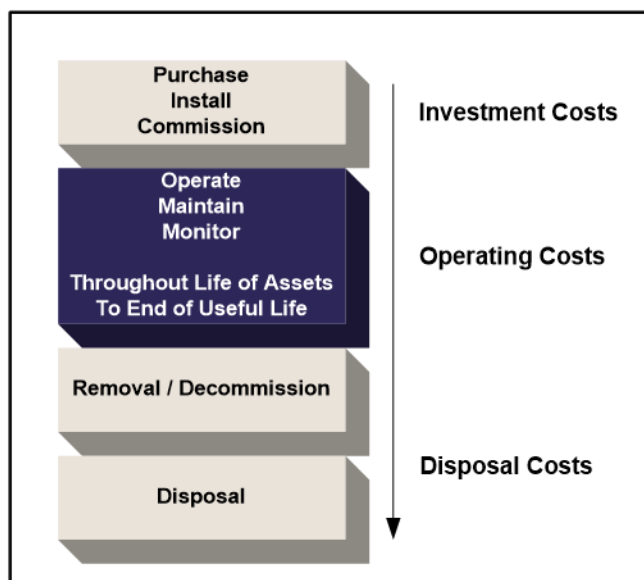 Purchase
Install
Commission
Investment Costs
Operate
Maintain
Monitor
Throughout Life of Assets
To End of Useful Life
Operating Costs
Removal / Decommission
Disposal Costs
Disposal